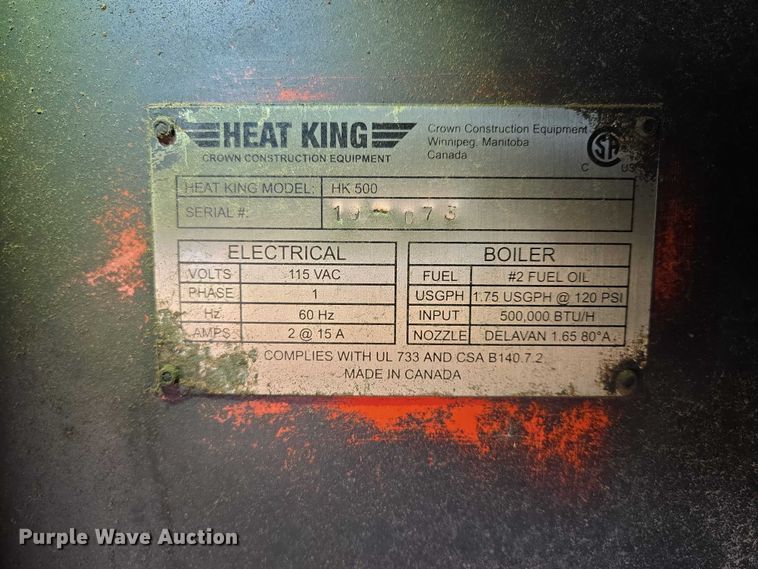 HEAT KING
CROWN CONSTRUCTION EQUIPMENT
Crown Construction Equipment
Winnipeg, Manitoba
Canada
C US
HEAT KING MODEL: HK 500
SERIAL #: 19-073
ELECTRICAL
VOLTS 115 VAC
PHASE 1
Hz 60 Hz
AMPS 2 @ 15 A
BOILER
FUEL #2 FUEL OIL
USGPH 1.75 USGPH @ 120 PSI
INPUT 500,000 BTU/H
NOZZLE DELAVAN 1.65 80°A
COMPLIES WITH UL 733 AND CSA B140.7.2
MADE IN CANADA
Purple Wave Auction